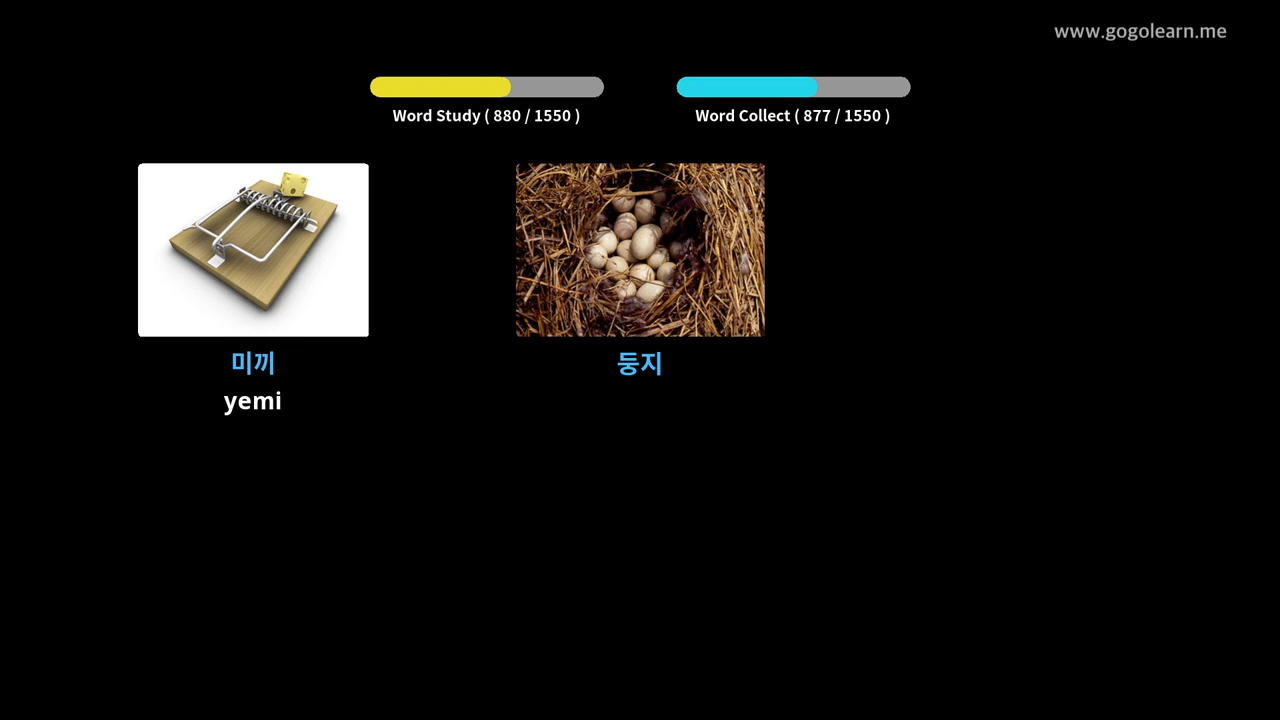 www.gogolearn.me
Word Study ( 880 / 1550 )
Word Collect ( 877 / 1550 )
미끼
둥지
yemi